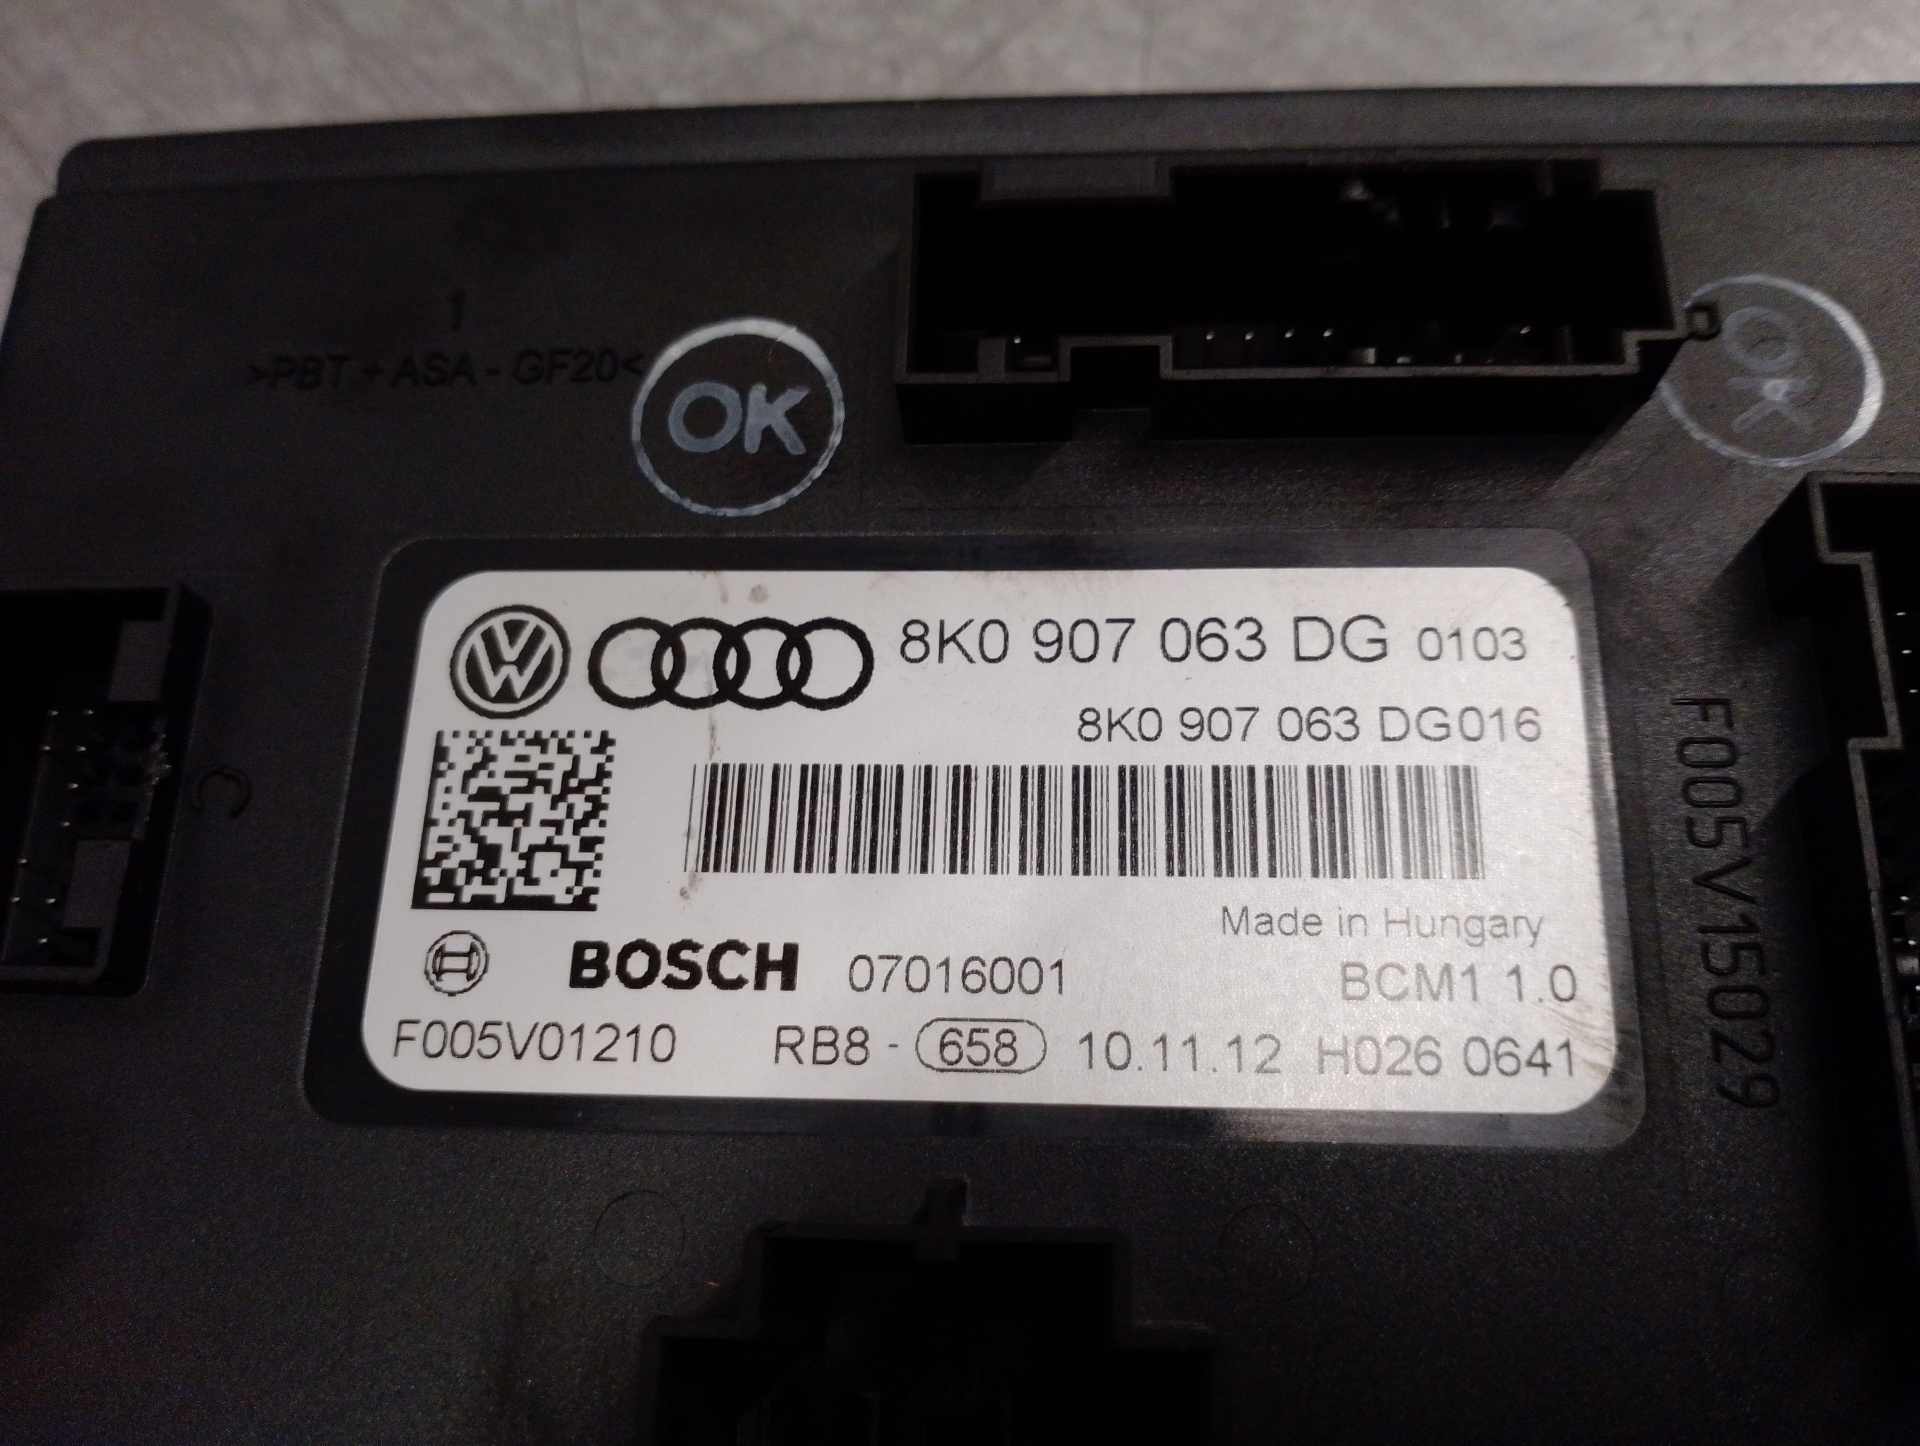 1
>PBT + ASA - GF20<
OK
OK
8K0 907 063 DG 0103
8K0 907 063 DG016
C
Made in Hungary
BOSCH 07016001
BCM1 1.0
F005V01210 RB8 - 658 10.11.12 H026 0641
F005V15029